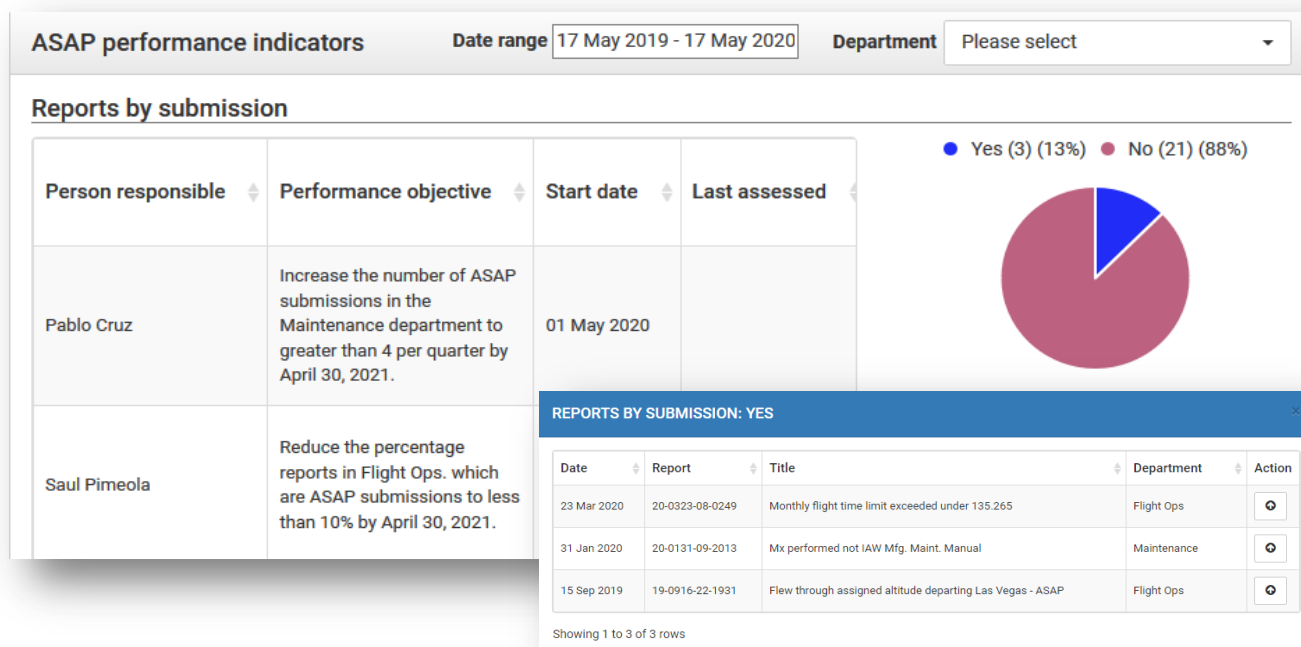 ASAP performance indicators
Date range 17 May 2019 - 17 May 2020
Department Please select
Reports by submission
Yes (3) (13%) No (21) (88%)
Person responsible Performance objective Start date Last assessed
Pablo Cruz
Increase the number of ASAP
submissions in the
Maintenance department to
greater than 4 per quarter by
April 30, 2021.
01 May 2020
Saul Pimeola
Reduce the percentage
reports in Flight Ops. which
are ASAP submissions to less
than 10% by April 30, 2021.
REPORTS BY SUBMISSION: YES
Date Report Title Department Action
23 Mar 2020 20-0323-08-0249 Monthly flight time limit exceeded under 135.265 Flight Ops
31 Jan 2020 20-0131-09-2013 Mx performed not IAW Mfg. Maint. Manual Maintenance
15 Sep 2019 19-0916-22-1931 Flew through assigned altitude departing Las Vegas - ASAP Flight Ops
Showing 1 to 3 of 3 rows